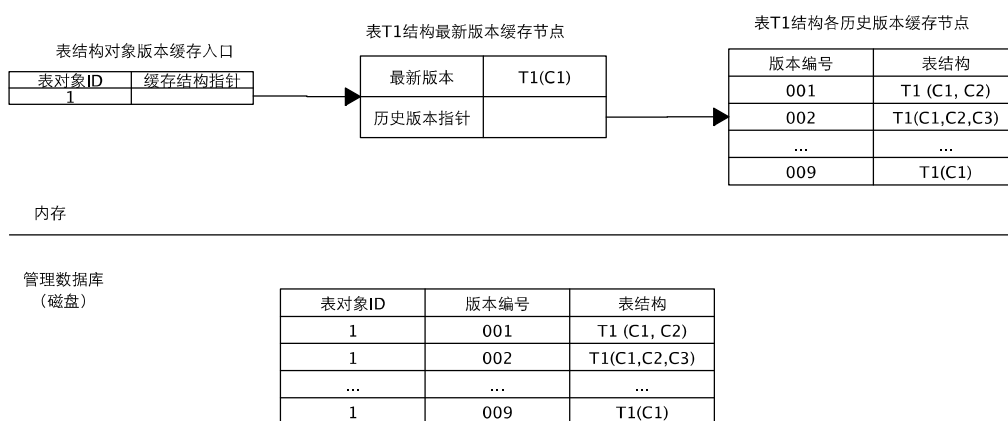 表结构对象版本缓存入口
表对象ID 缓存结构指针
1
表T1结构最新版本缓存节点
最新版本 T1(C1)
历史版本指针
表T1结构各历史版本缓存节点
版本编号 表结构
001 T1 (C1, C2)
002 T1(C1,C2,C3)
... ...
009 T1(C1)
内存
管理数据库
（磁盘）
表对象ID 版本编号 表结构
1 001 T1 (C1, C2)
1 002 T1(C1,C2,C3)
... ... ...
1 009 T1(C1)